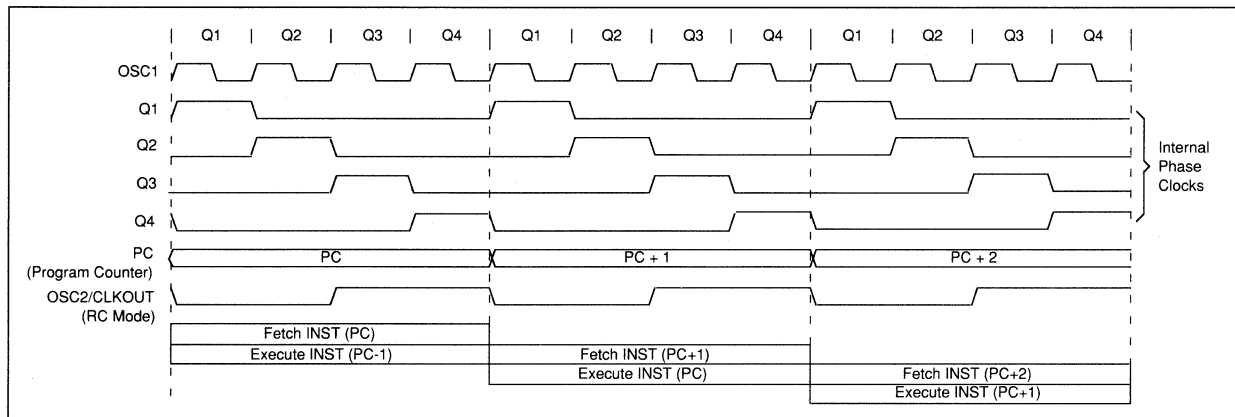 Q1 | Q2 | Q3 | Q4 | Q1 | Q2 | Q3 | Q4 | Q1 | Q2 | Q3 | Q4
OSC1
Q1
Q2
Q3
Q4
Internal
Phase
Clocks
PC
(Program Counter)
PC
PC + 1
PC + 2
OSC2/CLKOUT
(RC Mode)
Fetch INST (PC)
Execute INST (PC-1)
Fetch INST (PC+1)
Execute INST (PC)
Fetch INST (PC+2)
Execute INST (PC+1)